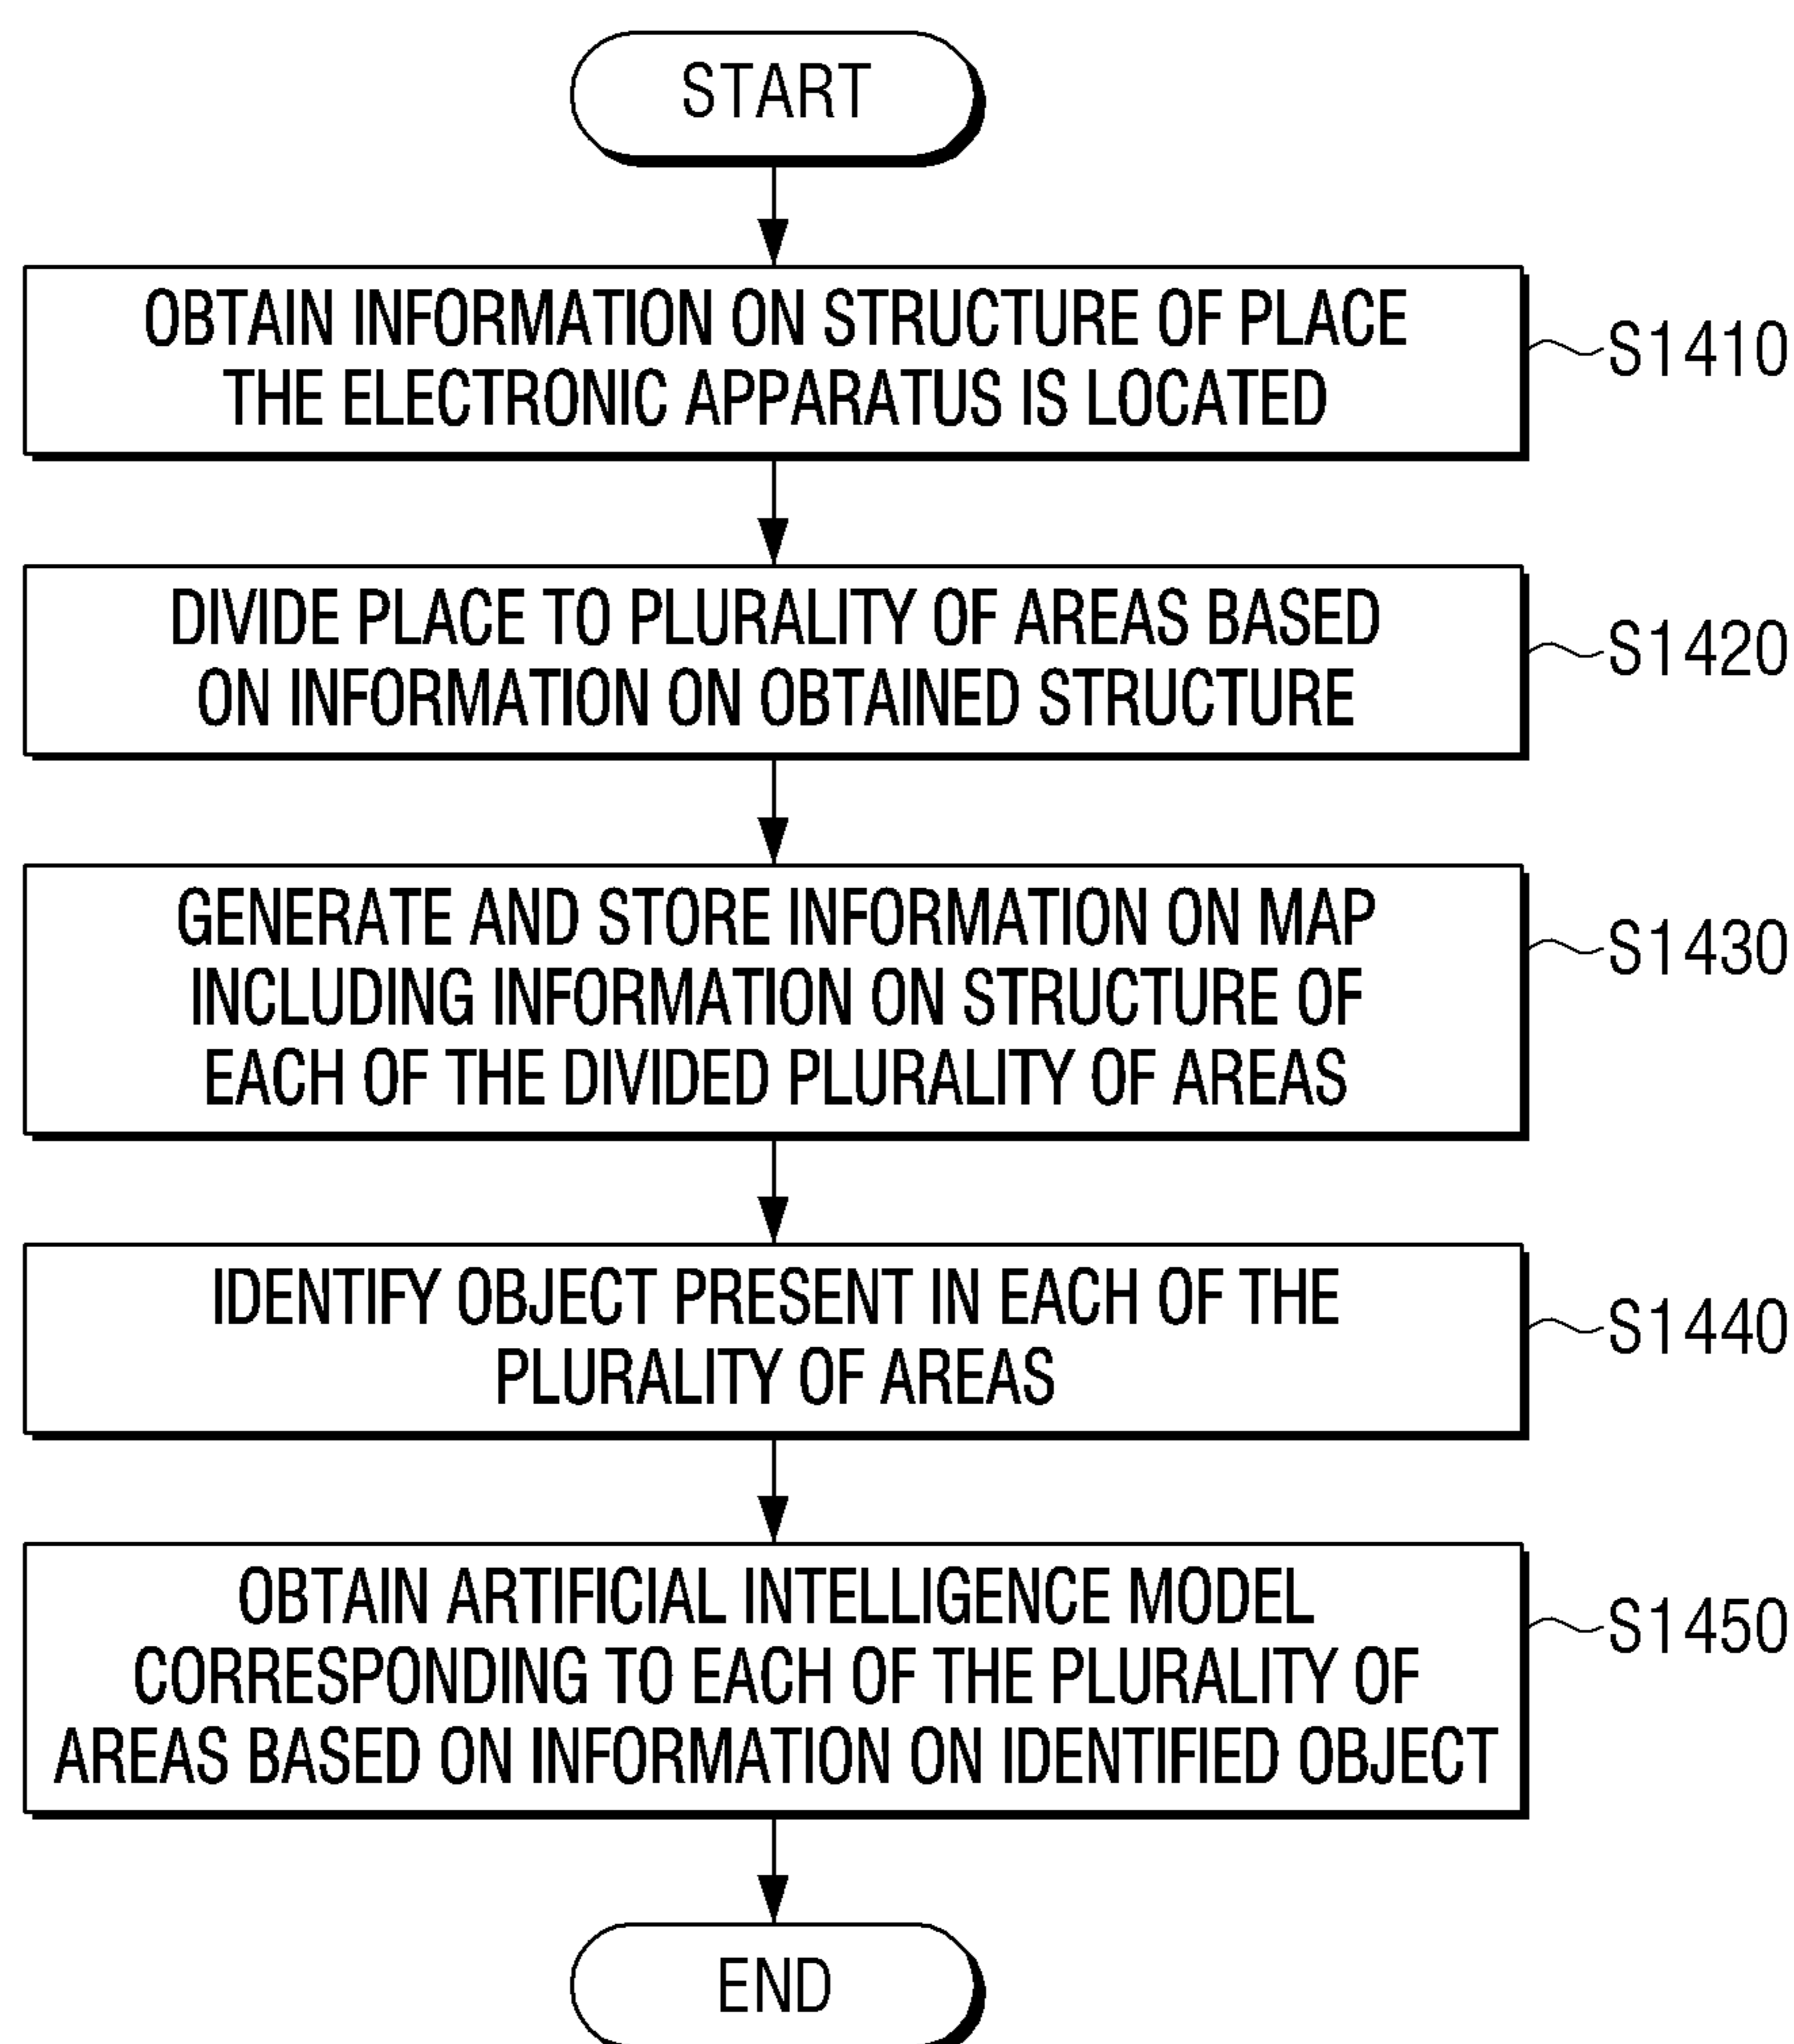 START
OBTAIN INFORMATION ON STRUCTURE OF PLACE
THE ELECTRONIC APPARATUS IS LOCATED
S1410
DIVIDE PLACE TO PLURALITY OF AREAS BASED
ON INFORMATION ON OBTAINED STRUCTURE
S1420
GENERATE AND STORE INFORMATION ON MAP
INCLUDING INFORMATION ON STRUCTURE OF
EACH OF THE DIVIDED PLURALITY OF AREAS
S1430
IDENTIFY OBJECT PRESENT IN EACH OF THE
PLURALITY OF AREAS
S1440
OBTAIN ARTIFICIAL INTELLIGENCE MODEL
CORRESPONDING TO EACH OF THE PLURALITY OF
AREAS BASED ON INFORMATION ON IDENTIFIED OBJECT
S1450
END